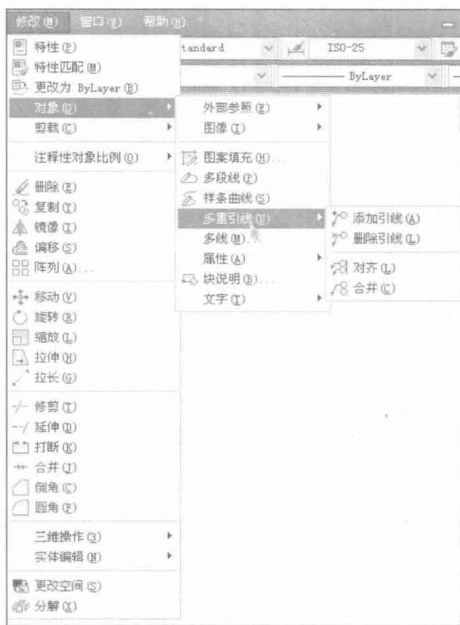 修改(M) 窗口(W) 帮助(H)
tandard ISO-25
ByLayer
特性(P)
特性匹配(M)
更改为 ByLayer(B)
对象(O)
剪裁(C)
注释性对象比例(O)
删除(E)
复制(Y)
镜像(I)
偏移(S)
阵列(A)...
移动(V)
旋转(R)
缩放(L)
拉伸(H)
拉长(G)
修剪(T)
延伸(D)
打断(K)
合并(J)
倒角(C)
圆角(F)
三维操作(3)
实体编辑(N)
更改空间(S)
分解(X)
外部参照(E)
图像(I)
图案填充(H)...
多段线(P)
样条曲线(S)
多重引线(U)
多线(M)...
属性(A)
块说明(B)...
文字(T)
添加引线(A)
删除引线(L)
对齐(L)
合并(C)